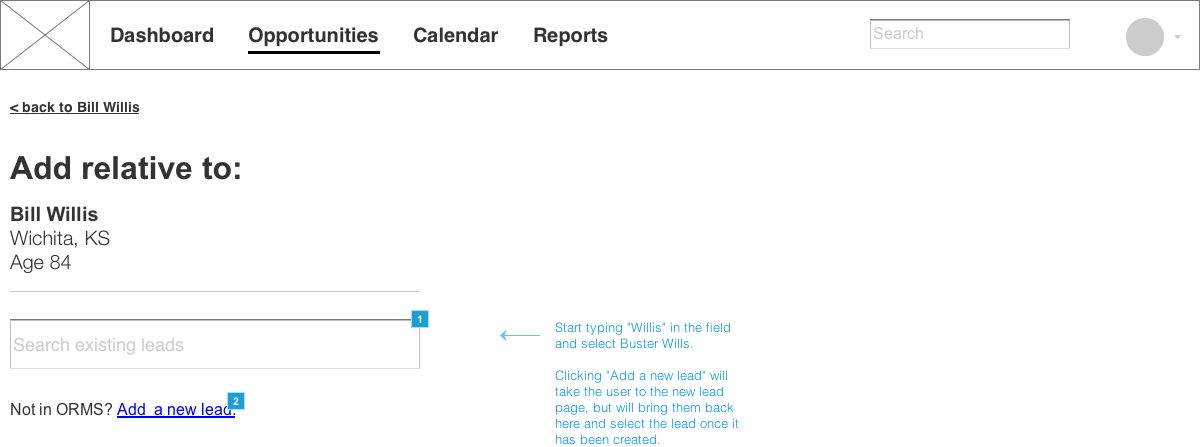 Dashboard Opportunities Calendar Reports Search
< back to Bill Willis
Add relative to:
Bill Willis
Wichita, KS
Age 84
1
Search existing leads
Start typing "Willis" in the field
and select Buster Wills.
Clicking "Add a new lead" will
take the user to the new lead
page, but will bring them back
here and select the lead once it
has been created.
2
Not in ORMS? Add  a new lead.